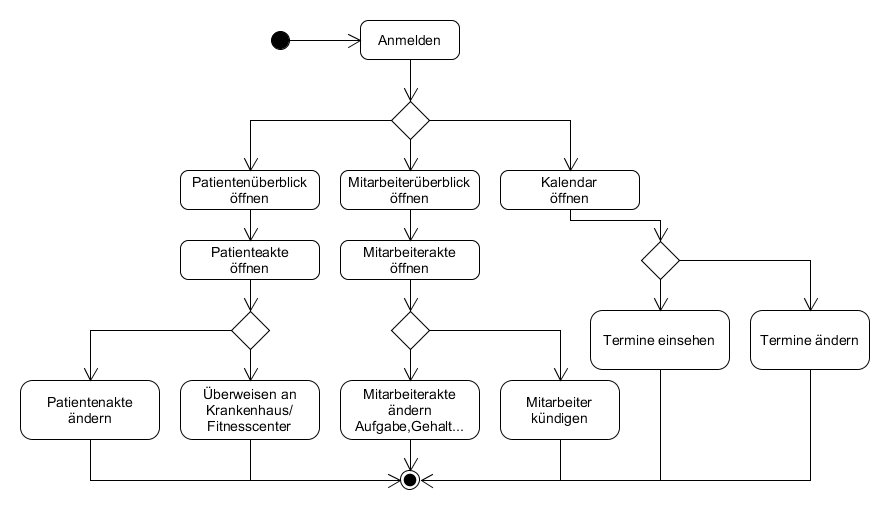 Anmelden
Patientenüberblick
öffnen
Mitarbeiterüberblick
öffnen
Kalendar
öffnen
Patienteakte
öffnen
Mitarbeiterakte
öffnen
Termine einsehen
Termine ändern
Patientenakte
ändern
Überweisen an
Krankenhaus/
Fitnesscenter
Mitarbeiterakte
ändern
Aufgabe,Gehalt...
Mitarbeiter
kündigen